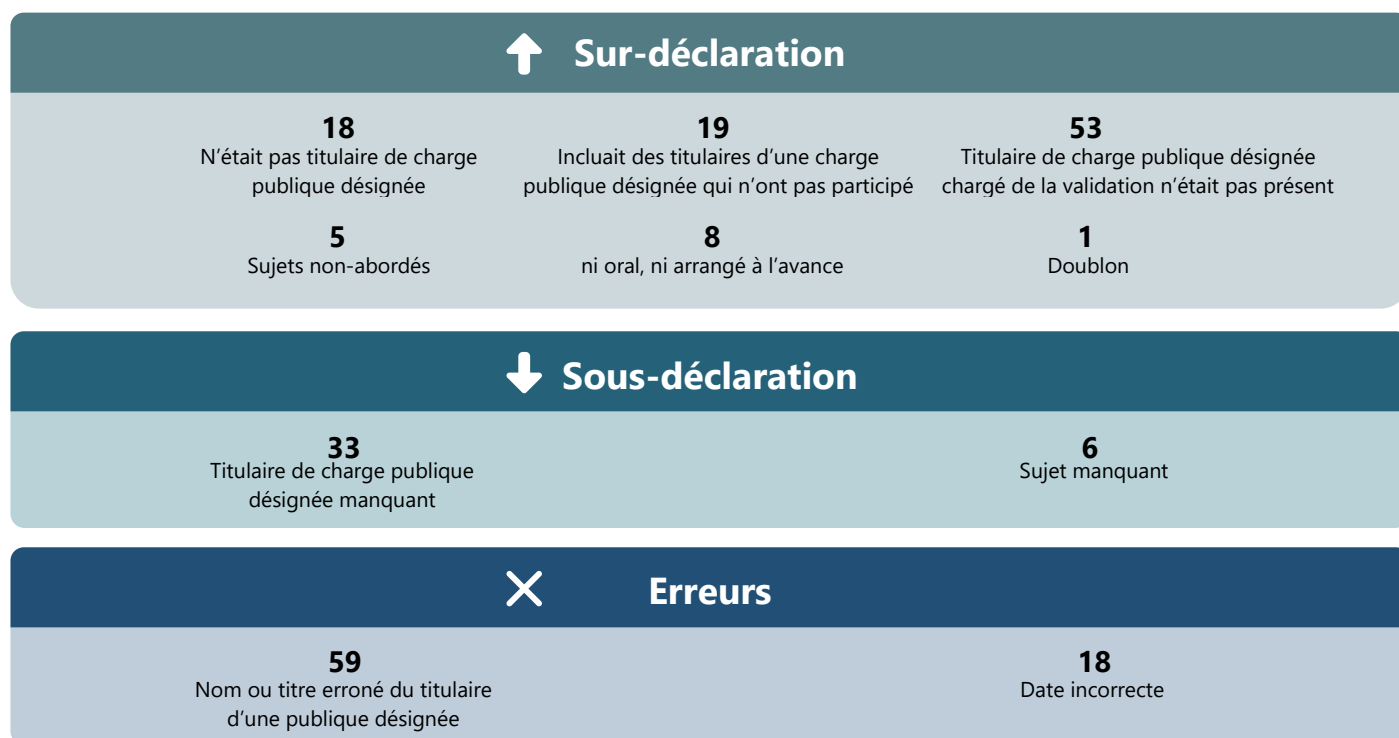 Sur-déclaration
18
N'était pas titulaire de charge
publique désignée
19
Incluait des titulaires d'une charge
publique désignée qui n'ont pas participé
53
Titulaire de charge publique désignée
chargé de la validation n'était pas présent
5
Sujets non-abordés
8
ni oral, ni arrangé à l'avance
1
Doublon
Sous-déclaration
33
Titulaire de charge publique
désignée manquant
6
Sujet manquant
Erreurs
59
Nom ou titre erroné du titulaire
d'une publique désignée
18
Date incorrecte